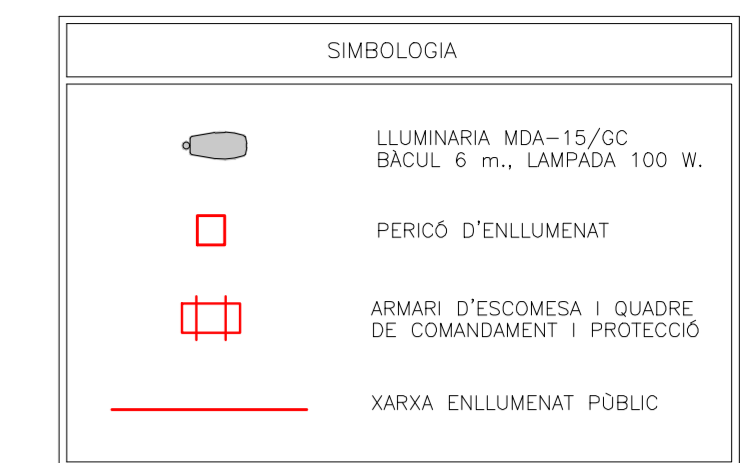 SIMBOLOGIA
LLUMINARIA MDA-15/GC
BÀCUL 6 m., LAMPADA 100 W.
PERICÓ D'ENLLUMENAT
ARMARI D'ESCOMESA I QUADRE
DE COMANDAMENT I PROTECCIÓ
XARXA ENLLUMENAT PÙBLIC